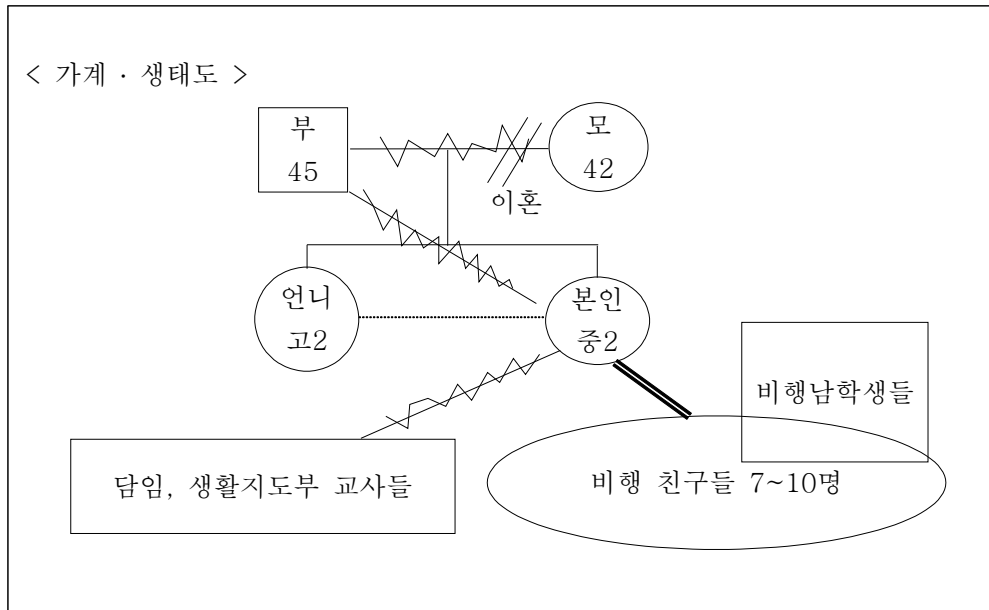 < 가계 · 생태도 >
부
45
모
42
이혼
언니
고2
본인
중2
비행남학생들
담임, 생활지도부 교사들
비행 친구들 7~10명